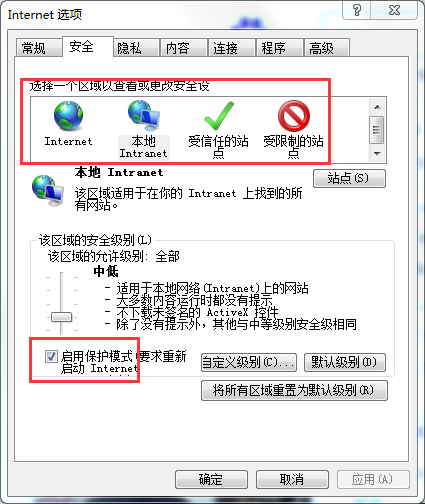 Internet 选项
常规
安全
隐私
内容
连接
程序
高级
选择一个区域以查看或更改安全设
Internet
本地
Intranet
受信任的站
点
受限制的站
点
本地 Intranet
该区域适用于在你的 Intranet 上找到的所
有网站。
站点(S)
该区域的安全级别(L)
该区域的允许级别: 全部
中低
- 适用于本地网络(Intranet)上的网站
- 大多数内容运行时都没有提示
- 不下载未签名的 ActiveX 控件
- 除了没有提示外，其他与中等级别安全级相同
启用保护模式(要求重新
启动 Internet
自定义级别(C)...
默认级别(D)
将所有区域重置为默认级别(R)
确定
取消
应用(A)